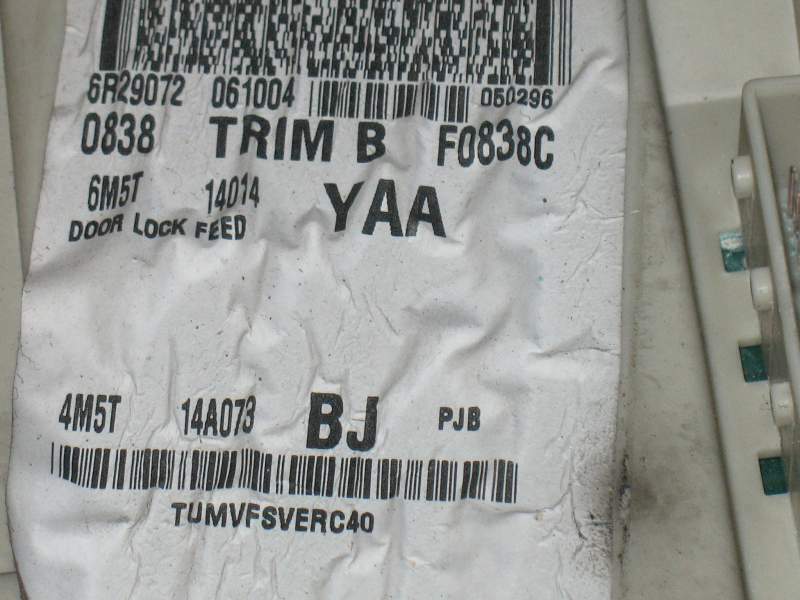 6R29072 061004 050296
0838 TRIM B F0838C
6M5T 14014 YAA
DOOR LOCK FEED
4M5T 14A073 BJ PJB
TUMVFSVERC40